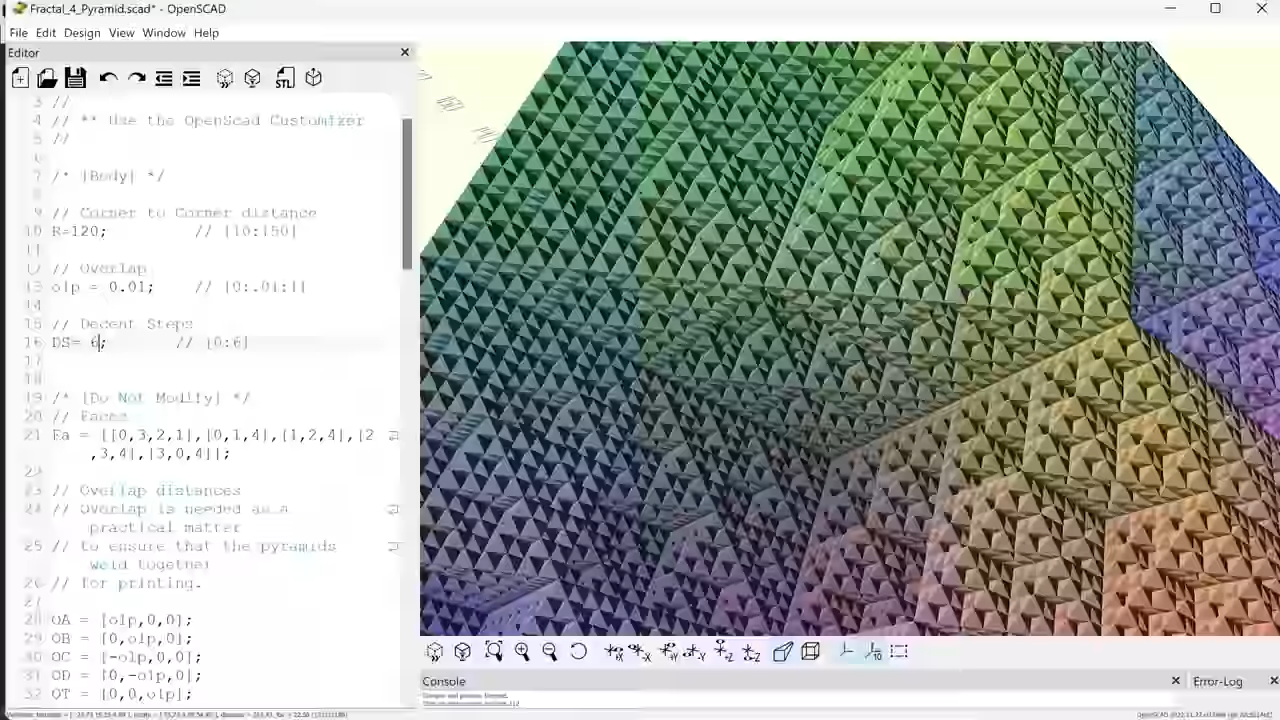 Fractal_4_Pyramid.scad* - OpenSCAD
File Edit Design View Window Help
Editor
3 //
4 // ** Use the OpenScad Customizer
5 //
6
7 /* [Body] */
8
9 // Corner to Corner distance
10 R=120; // [10:150]
11
12 // Overlap
13 olp = 0.01; // [0:.01:1]
14
15 // Decent Steps
16 DS= 6; // [0:6]
17
18
19 /* [Do Not Modify] */
20 // Faces
21 Fa = [[0,3,2,1],[0,1,4],[1,2,4],[2
,3,4],[3,0,4]];
22
23 // Overlap distances
24 // Overlap is needed as a
practical matter
25 // to ensure that the pyramids
weld together
26 // for printing.
27
28 OA = [olp,0,0];
29 OB = [0,olp,0];
30 OC = [-olp,0,0];
31 OD = [0,-olp,0];
32 OT = [0,0,olp];
STL
Console
Error-Log